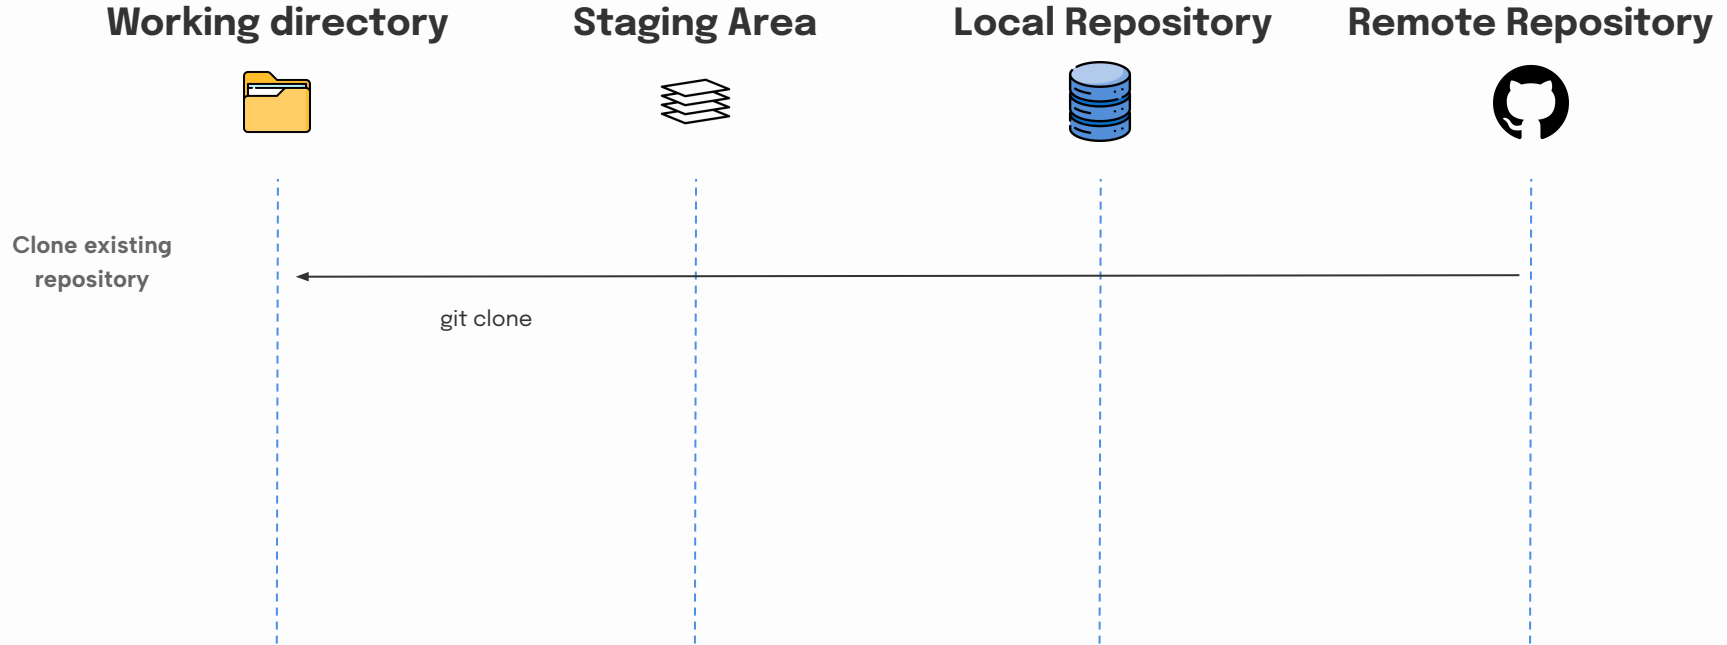 Working directory
Staging Area
Local Repository
Remote Repository
Clone existing
repository
git clone